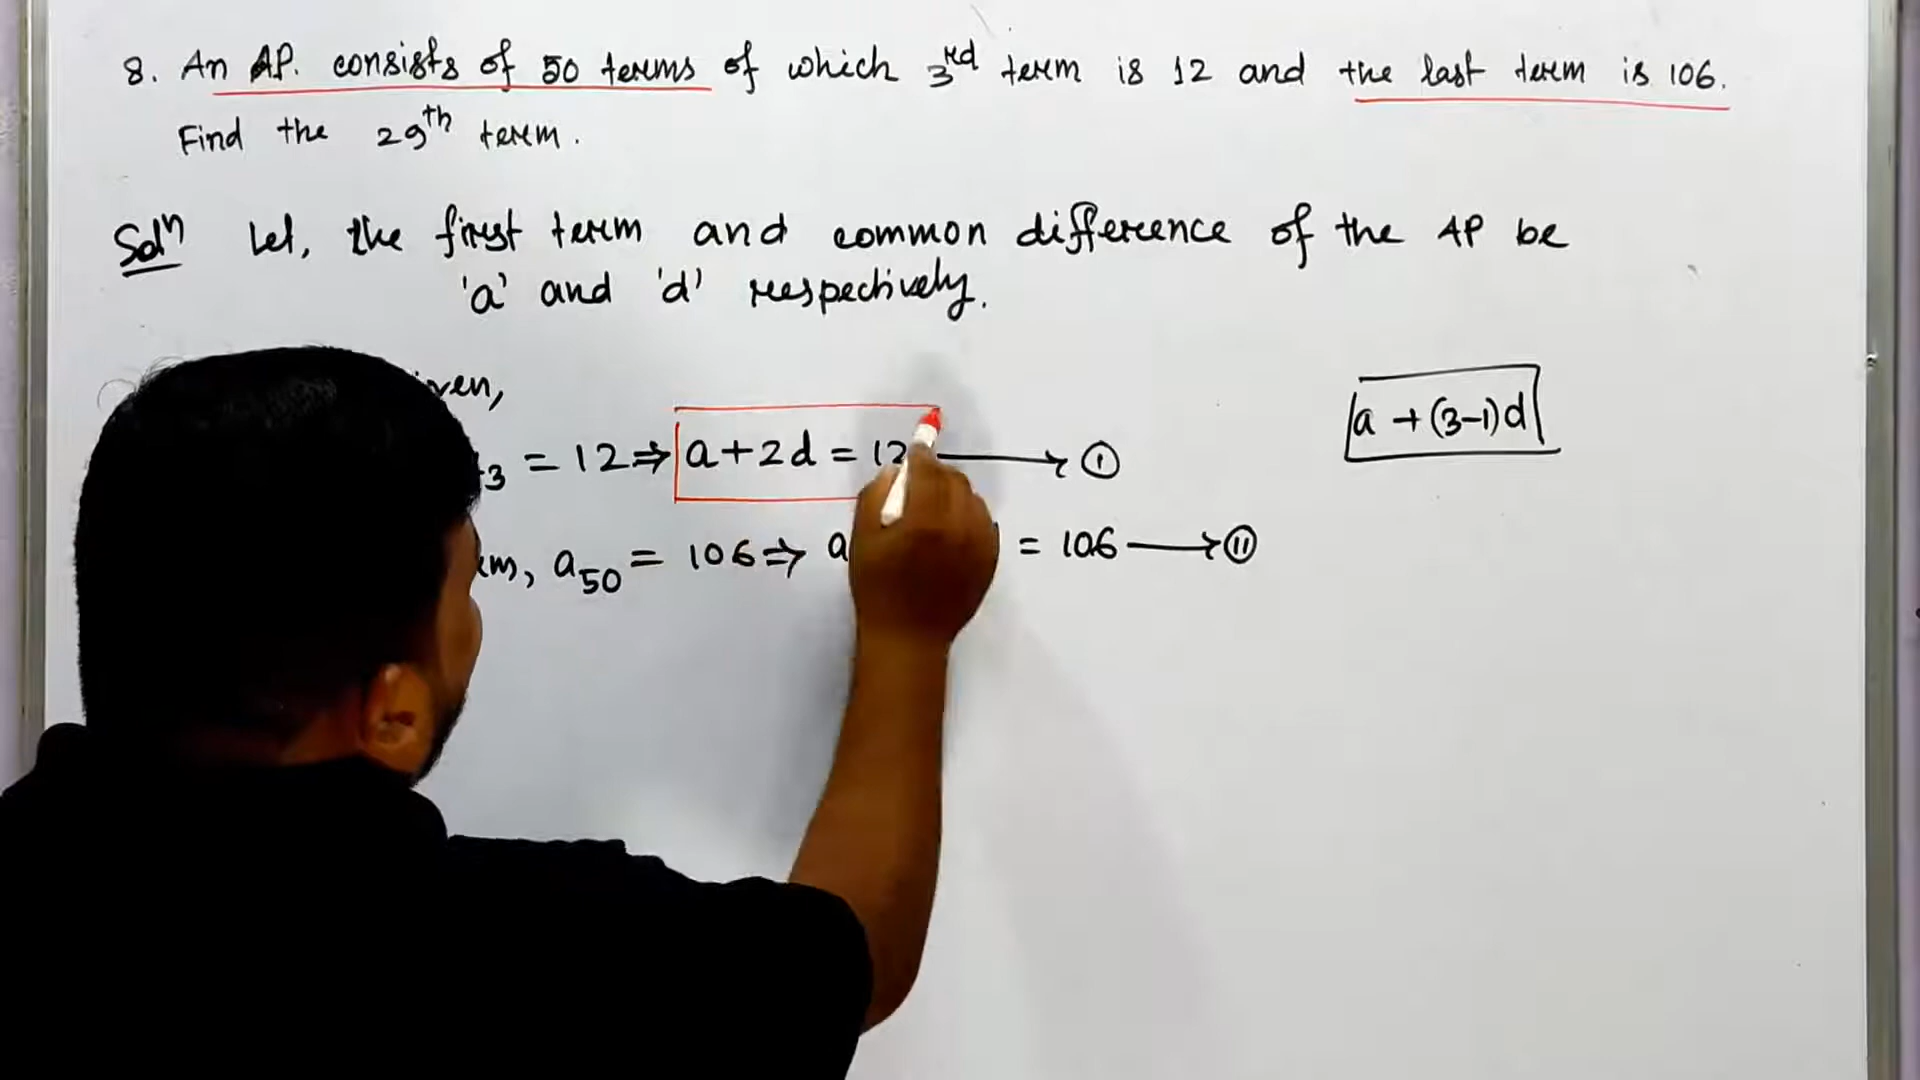 8. An AP. consists of 50 terms of which 3rd term is 12 and the last term is 106.
Find the 29th term.
Soln Let, the first term and common difference of the AP be
'a' and 'd' respectively.
a + (3-1)d
3 = 12 ⇒ a + 2d = 12 → ①
a50 = 106 ⇒ a = 106 → ⑪